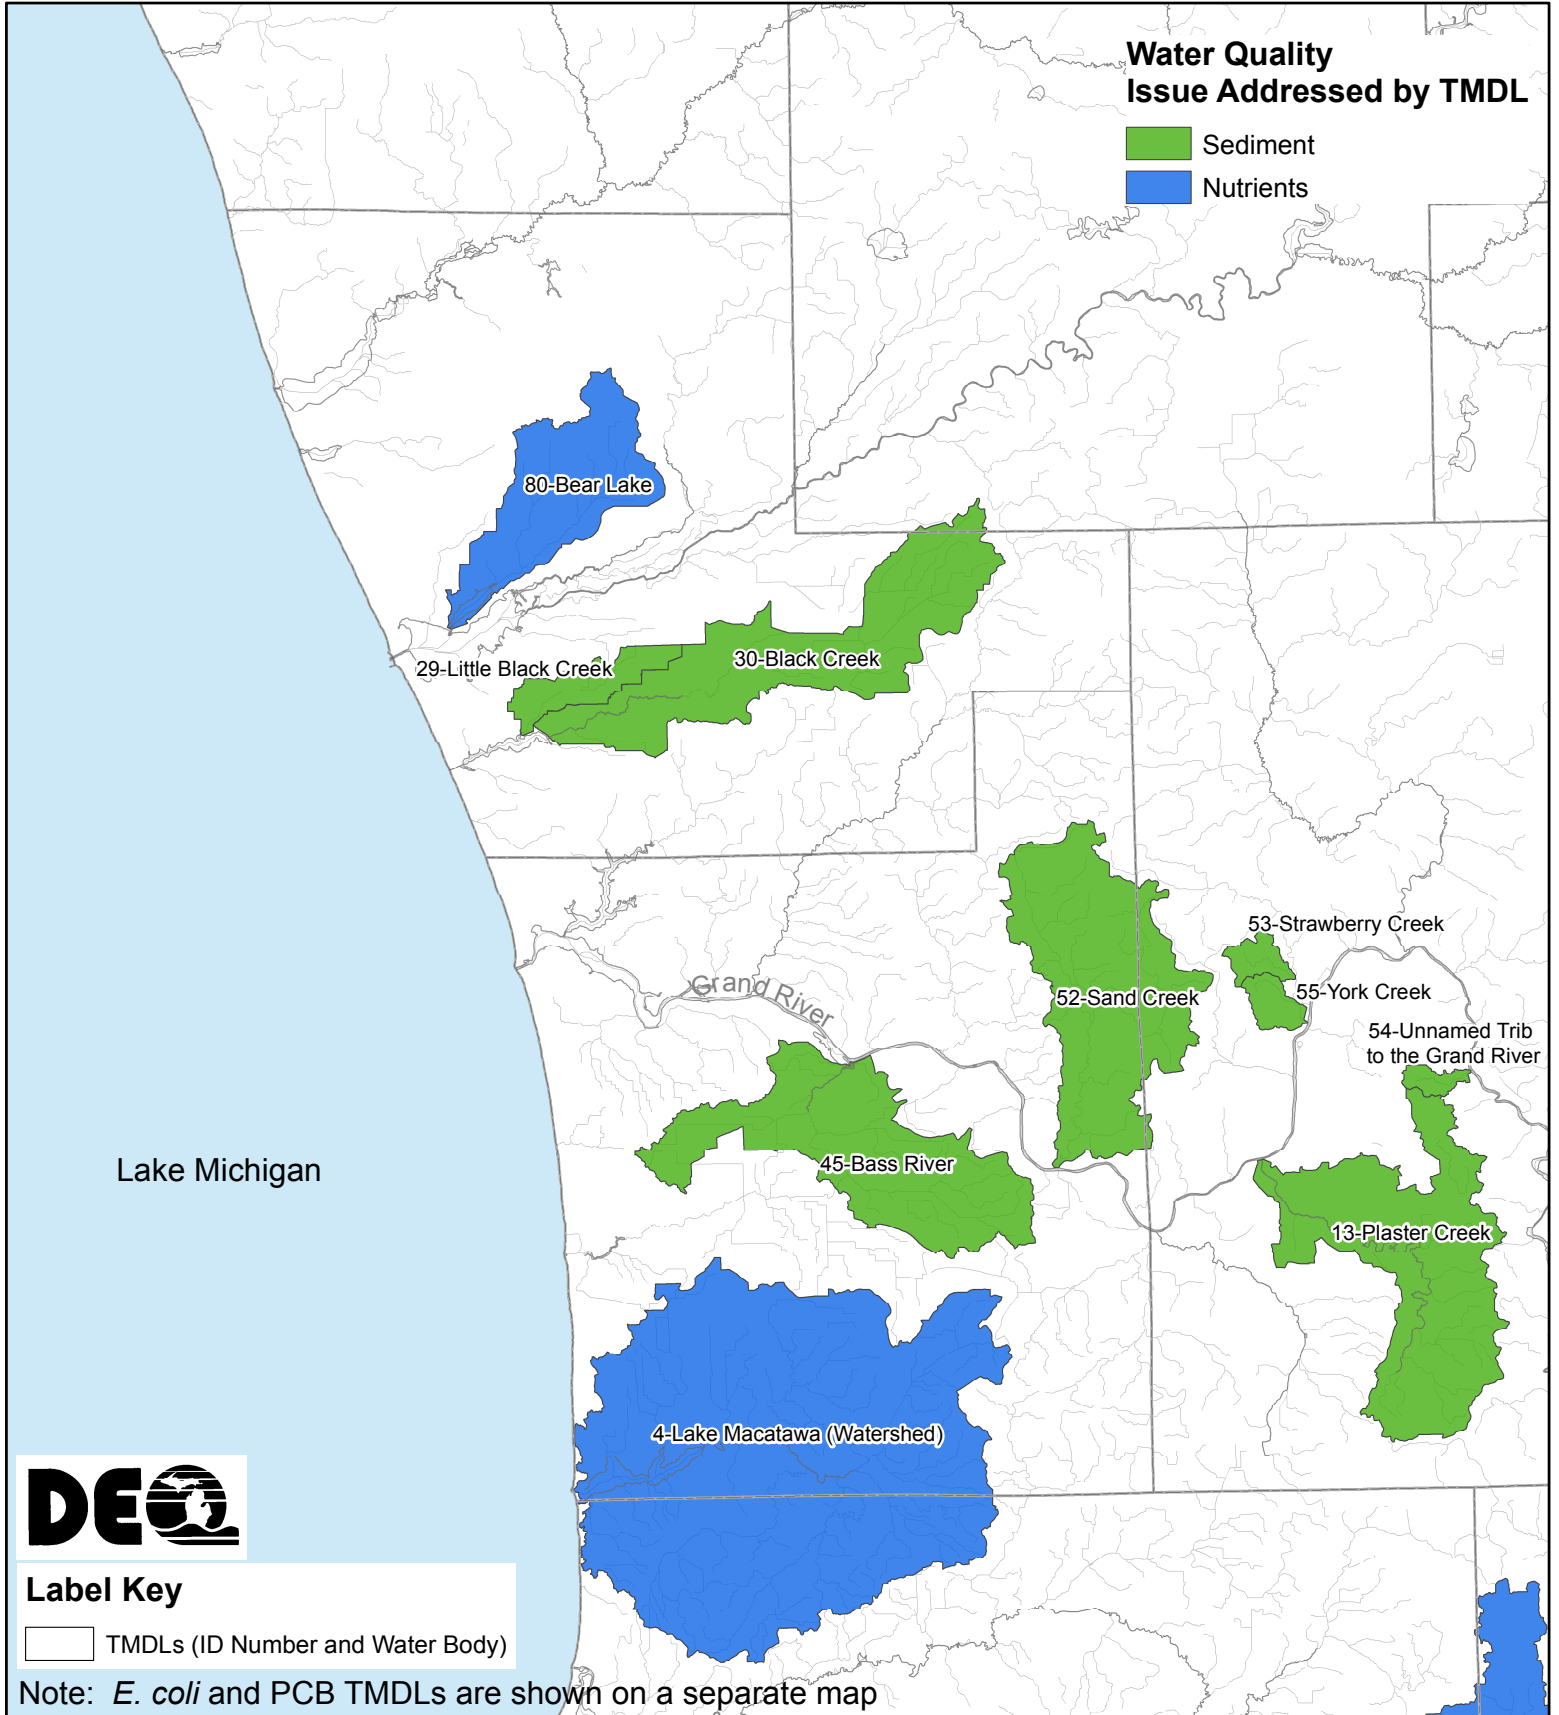 Water Quality
Issue Addressed by TMDL
Sediment
Nutrients
80-Bear Lake
29-Little Black Creek
30-Black Creek
53-Strawberry Creek
Grand River
52-Sand Creek
55-York Creek
54-Unnamed Trib
to the Grand River
45-Bass River
Lake Michigan
13-Plaster Creek
4-Lake Macatawa (Watershed)
DEQ
Label Key
TMDLs (ID Number and Water Body)
Note: E. coli and PCB TMDLs are shown on a separate map